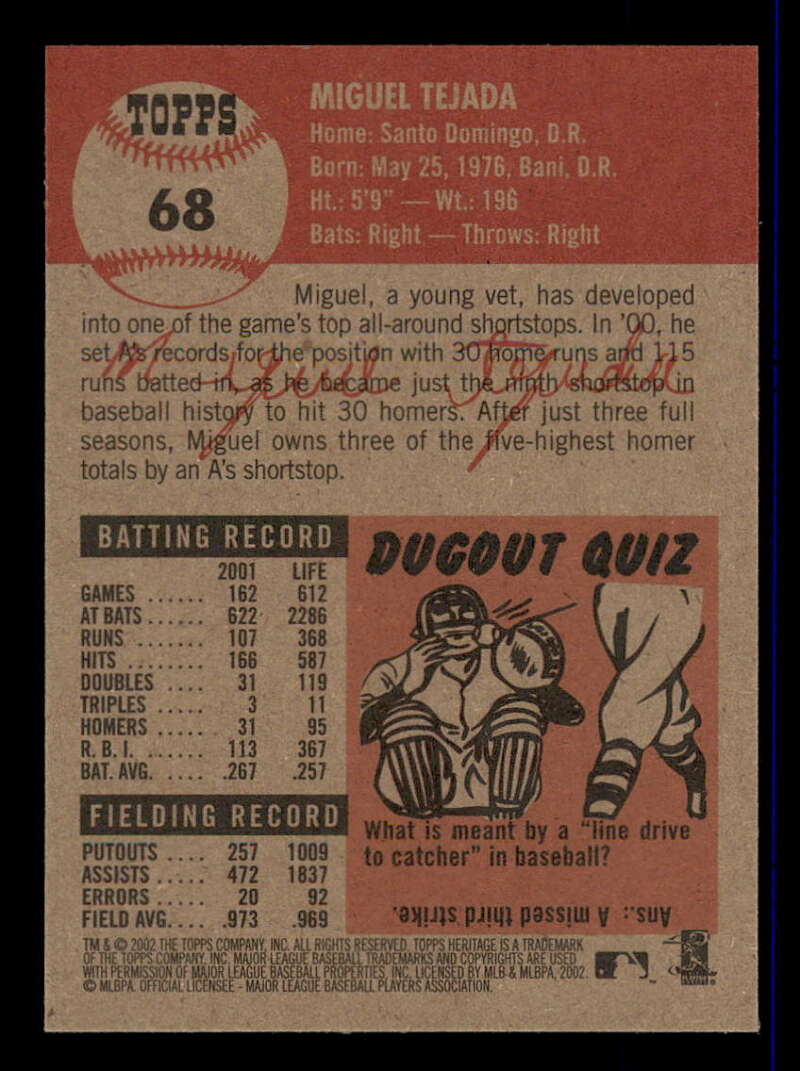 TOPPS
68
MIGUEL TEJADA
Home: Santo Domingo, D.R.
Born: May 25, 1976, Bani, D.R.
Ht.: 5'9" — Wt.: 196
Bats: Right — Throws: Right
Miguel, a young vet, has developed
into one of the game's top all-around shortstops. In '00, he
set A's records for the position with 30 home runs and 115
runs batted in, as he became just the ninth shortstop in
baseball history to hit 30 homers. After just three full
seasons, Miguel owns three of the five-highest homer
totals by an A's shortstop.
Miguel Tejada
BATTING RECORD
2001 LIFE
GAMES ...... 162 612
AT BATS ...... 622 2286
RUNS ....... 107 368
HITS ........ 166 587
DOUBLES .... 31 119
TRIPLES ..... 3 11
HOMERS ..... 31 95
R. B. I. ...... 113 367
BAT. AVG. .... .267 .257
FIELDING RECORD
PUTOUTS .... 257 1009
ASSISTS ..... 472 1837
ERRORS ..... 20 92
FIELD AVG. ... .973 .969
DUGOUT QUIZ
What is meant by a "line drive
to catcher" in baseball?
Ans.: A missed third strike.
TM & © 2002 THE TOPPS COMPANY, INC. ALL RIGHTS RESERVED. TOPPS HERITAGE IS A TRADEMARK
OF THE TOPPS COMPANY, INC. MAJOR LEAGUE BASEBALL TRADEMARKS AND COPYRIGHTS ARE USED
WITH PERMISSION OF MAJOR LEAGUE BASEBALL PROPERTIES, INC. LICENSED BY MLB & MLBPA, 2002.
© MLBPA. OFFICIAL LICENSEE - MAJOR LEAGUE BASEBALL PLAYERS ASSOCIATION.